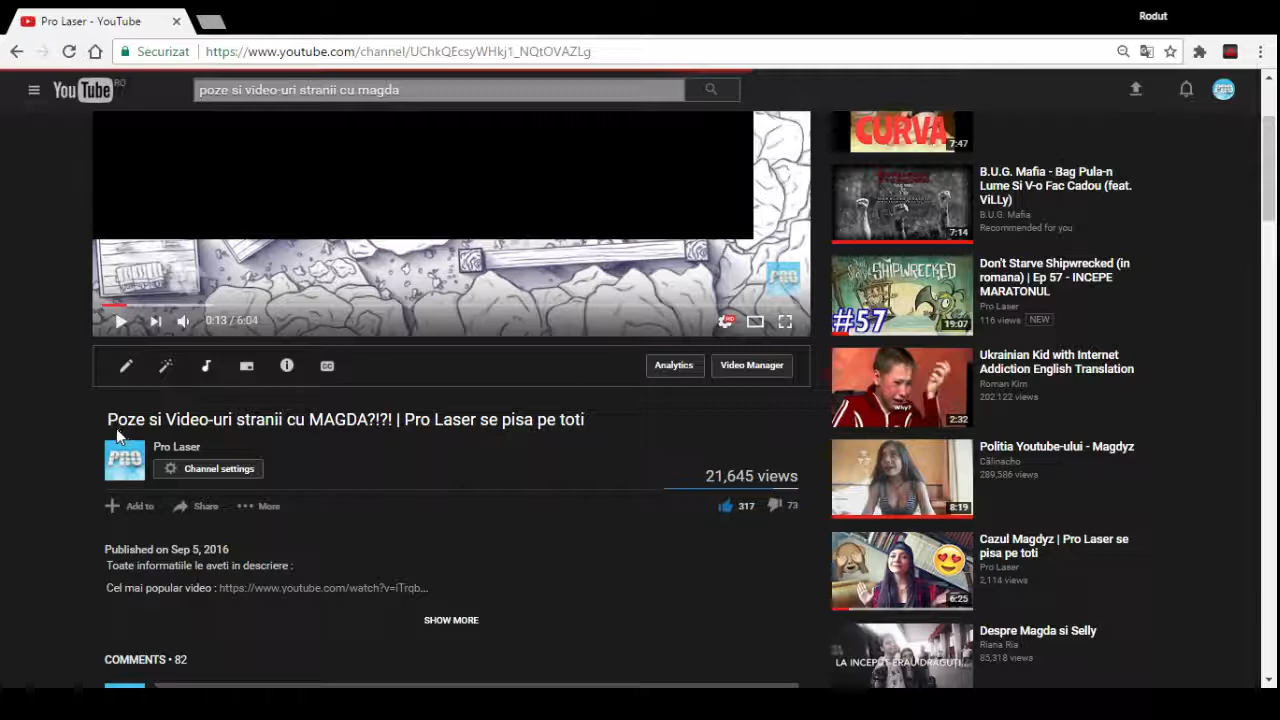 Rodut
Pro Laser - YouTube
Securizat
https://www.youtube.com/channel/UChkQEcsyWHkj1_NQtOVAZLg
YouTube RO
poze si video-uri stranii cu magda
PRO
CURVA
7:47
B.U.G. Mafia - Bag Pula-n
Lume Si V-o Fac Cadou (feat.
ViLLy)
B.U.G. Mafia
Recommended for you
7:14
Don't Starve Shipwrecked (in
romana) | Ep 57 - INCEPE
MARATONUL
Pro Laser
116 views NEW
SHIPWRECKED
#57
19:07
PRO
0:13 / 6:04
HD
Analytics
Video Manager
Ukrainian Kid with Internet
Addiction English Translation
Roman Kim
202.122 views
Why?
2:32
Poze si Video-uri stranii cu MAGDA?!?! | Pro Laser se pisa pe toti
PRO
Pro Laser
Channel settings
21,645 views
Add to
Share
More
317
73
Politia Youtube-ului - Magdyz
Călinacho
289,586 views
8:19
Published on Sep 5, 2016
Toate informatiile le aveti in descriere :
Cel mai popular video : https://www.youtube.com/watch?v=iTrqb...
SHOW MORE
Cazul Magdyz | Pro Laser se
pisa pe toti
Pro Laser
2,114 views
6:25
COMMENTS • 82
Despre Magda si Selly
Riana Ria
85,318 views
LA INCEPUT ERAU DRAGUTI...